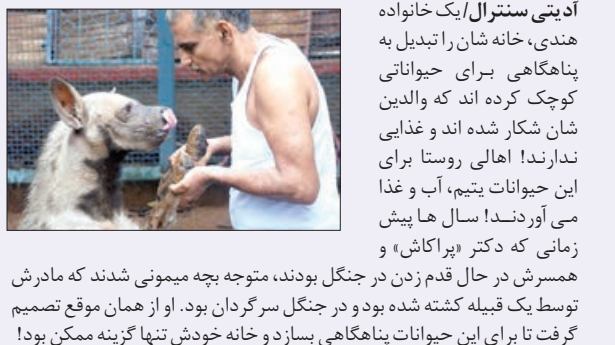 آدیتی سنترال/ یک خانواده
هندی، خانه شان را تبدیل به
پناهگاهی برای حیواناتی
کوچک کرده اند که والدین
شان شکار شده اند و غذایی
ندارند! اهالی روستا برای
این حیوانات یتیم، آب و غذا
می آوردند! سال ها پیش
زمانی که دکتر «پراکاش» و
همسرش در حال قدم زدن در جنگل بودند، متوجه بچه میمونی شدند که مادرش
توسط یک قبیله کشته شده بود و در جنگل سرگردان بود. او از همان موقع تصمیم
گرفت تا برای این حیوانات پناهگاهی بسازد و خانه خودش تنها گزینه ممکن بود!